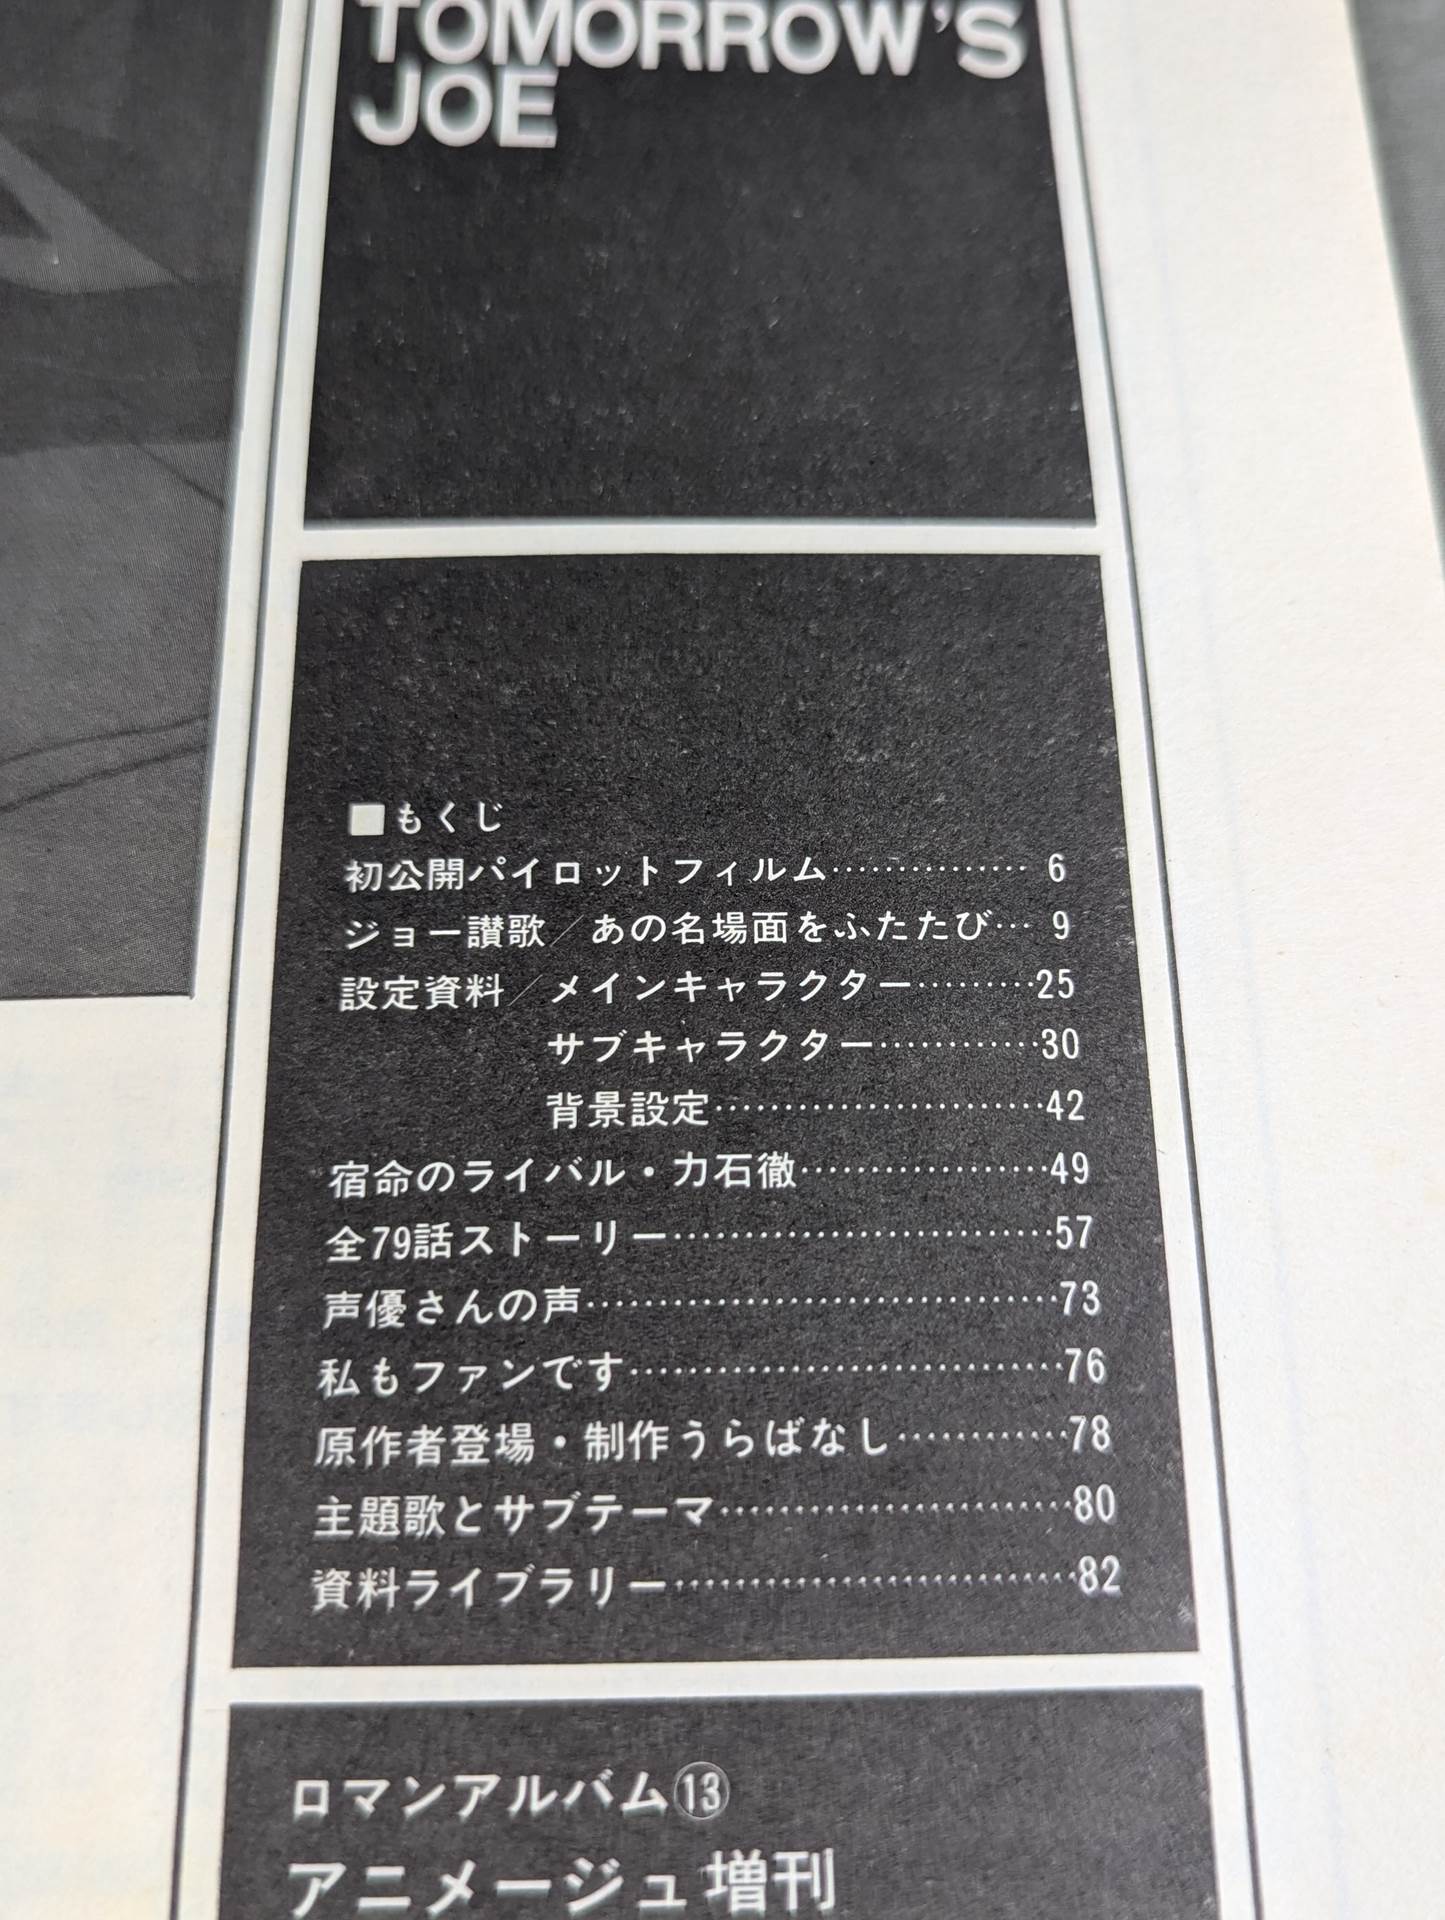 TOMORROW'S
JOE
■もくじ
初公開パイロットフィルム…………… 6
ジョー讃歌／あの名場面をふたたび… 9
設定資料／メインキャラクター………25
サブキャラクター…………30
背景設定……………………42
宿命のライバル・力石徹………………49
全79話ストーリー………………………57
声優さんの声……………………………73
私もファンです…………………………76
原作者登場・制作うらばなし…………78
主題歌とサブテーマ……………………80
資料ライブラリー………………………82
ロマンアルバム⑬
アニメージュ増刊